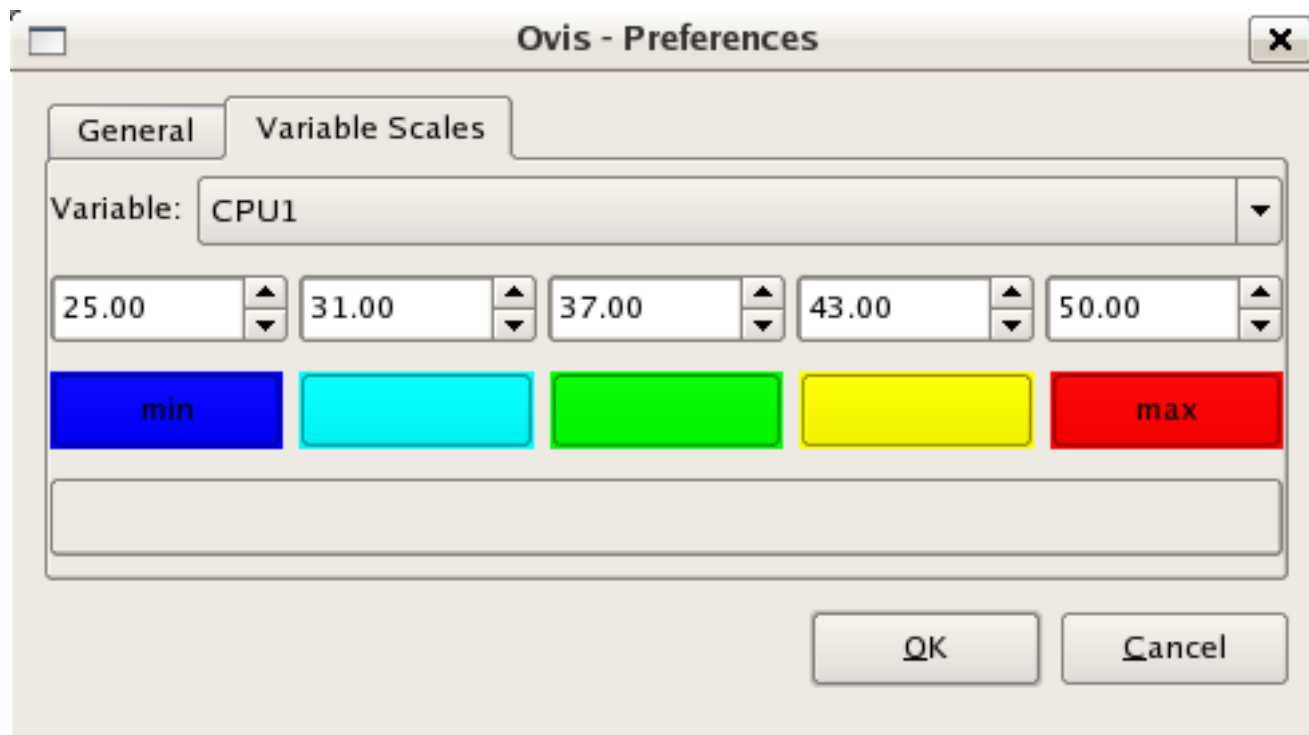 Ovis - Preferences
General Variable Scales
Variable: CPU1
25.00 31.00 37.00 43.00 50.00
min max
OK Cancel